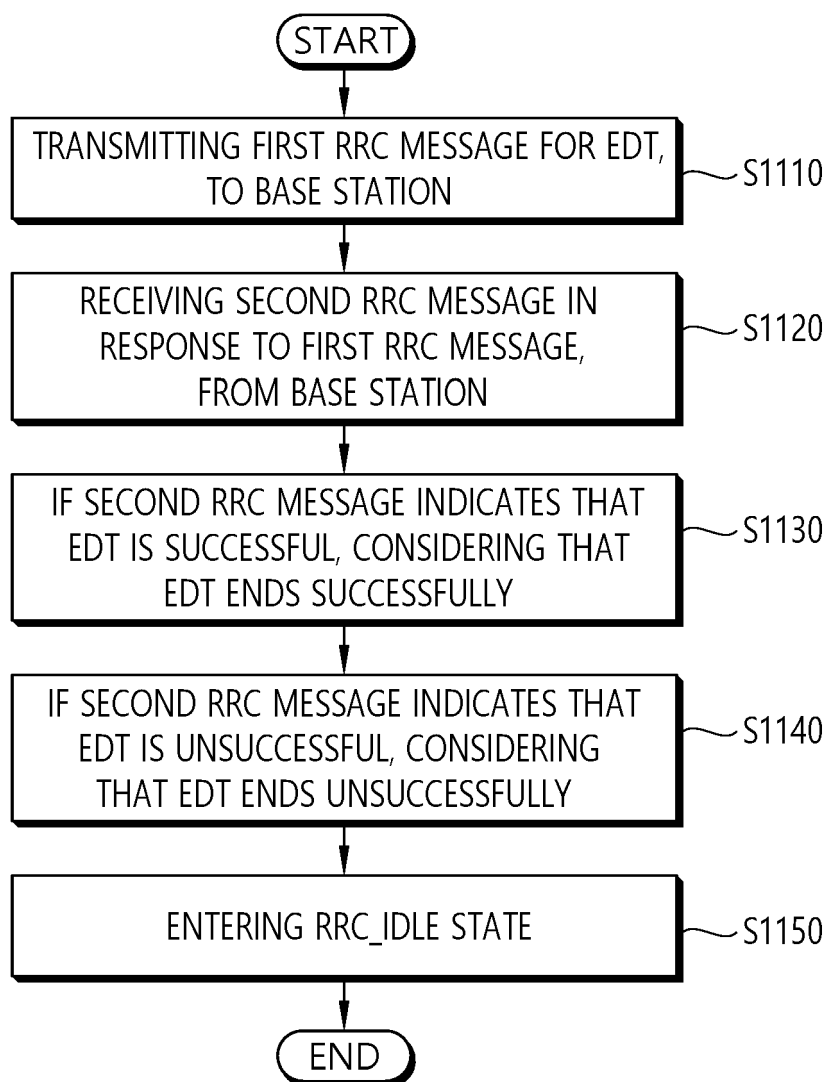 START
TRANSMITTING FIRST RRC MESSAGE FOR EDT,
TO BASE STATION
S1110
RECEIVING SECOND RRC MESSAGE IN
RESPONSE TO FIRST RRC MESSAGE,
FROM BASE STATION
S1120
IF SECOND RRC MESSAGE INDICATES THAT
EDT IS SUCCESSFUL, CONSIDERING THAT
EDT ENDS SUCCESSFULLY
S1130
IF SECOND RRC MESSAGE INDICATES THAT
EDT IS UNSUCCESSFUL, CONSIDERING
THAT EDT ENDS UNSUCCESSFULLY
S1140
ENTERING RRC_IDLE STATE
S1150
END